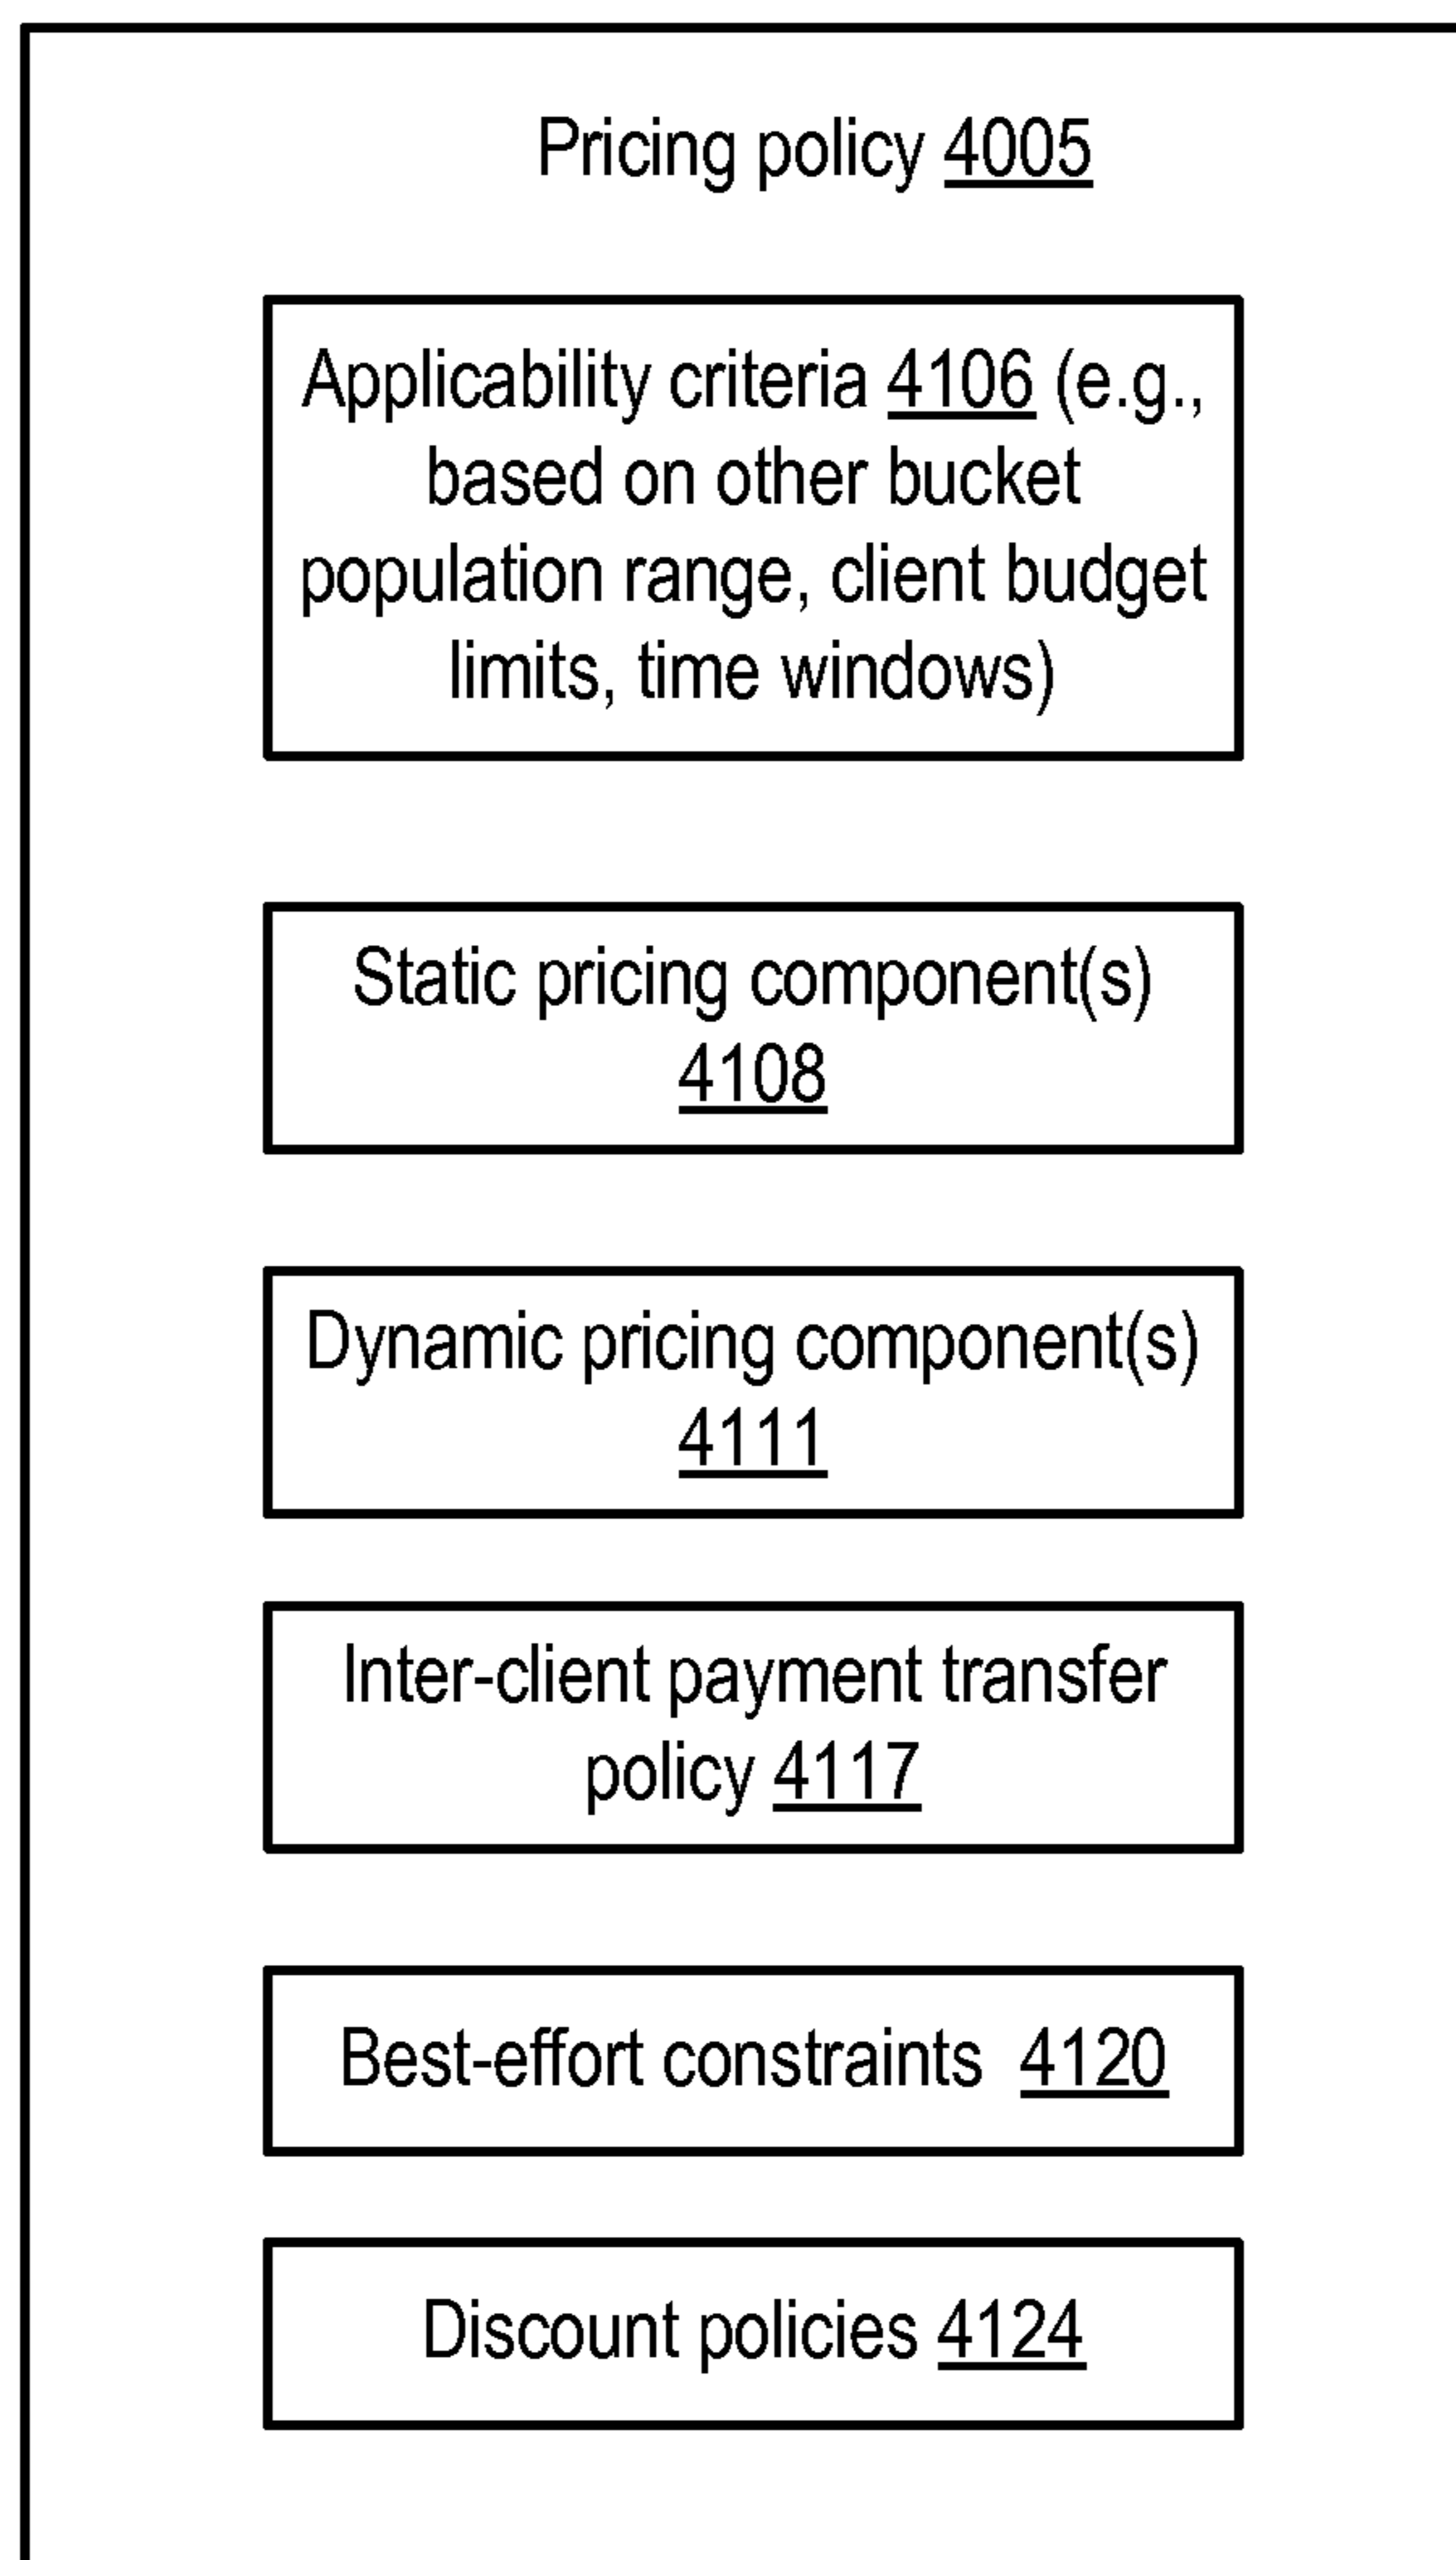 Pricing policy 4005
Applicability criteria 4106 (e.g.,
based on other bucket
population range, client budget
limits, time windows)
Static pricing component(s)
4108
Dynamic pricing component(s)
4111
Inter-client payment transfer
policy 4117
Best-effort constraints 4120
Discount policies 4124